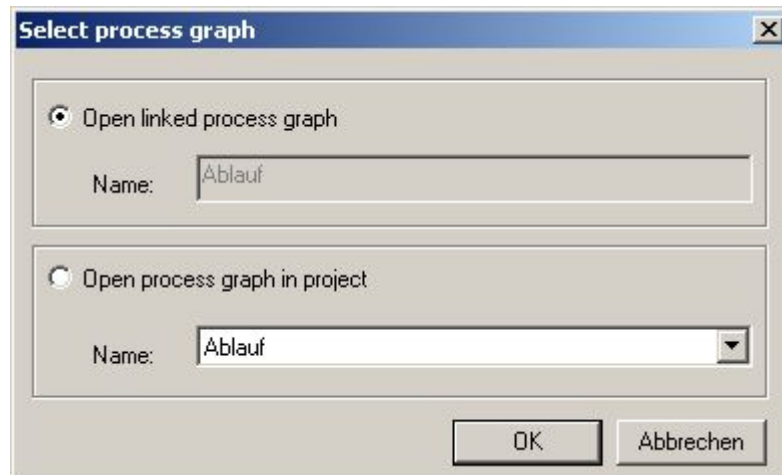 Select process graph
Open linked process graph
Name: Ablauf
Open process graph in project
Name: Ablauf
OK Abbrechen